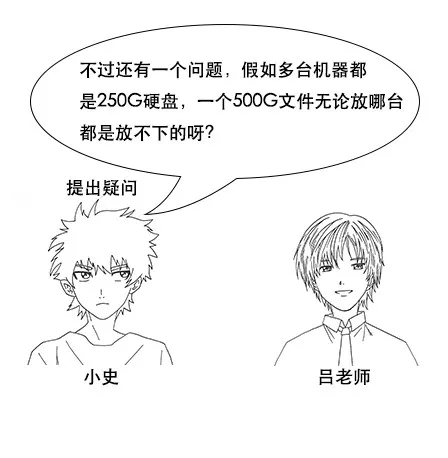 不过还有一个问题，假如多台机器都
是250G硬盘，一个500G文件无论放哪台
都是放不下的呀?
提出疑问
小史
吕老师